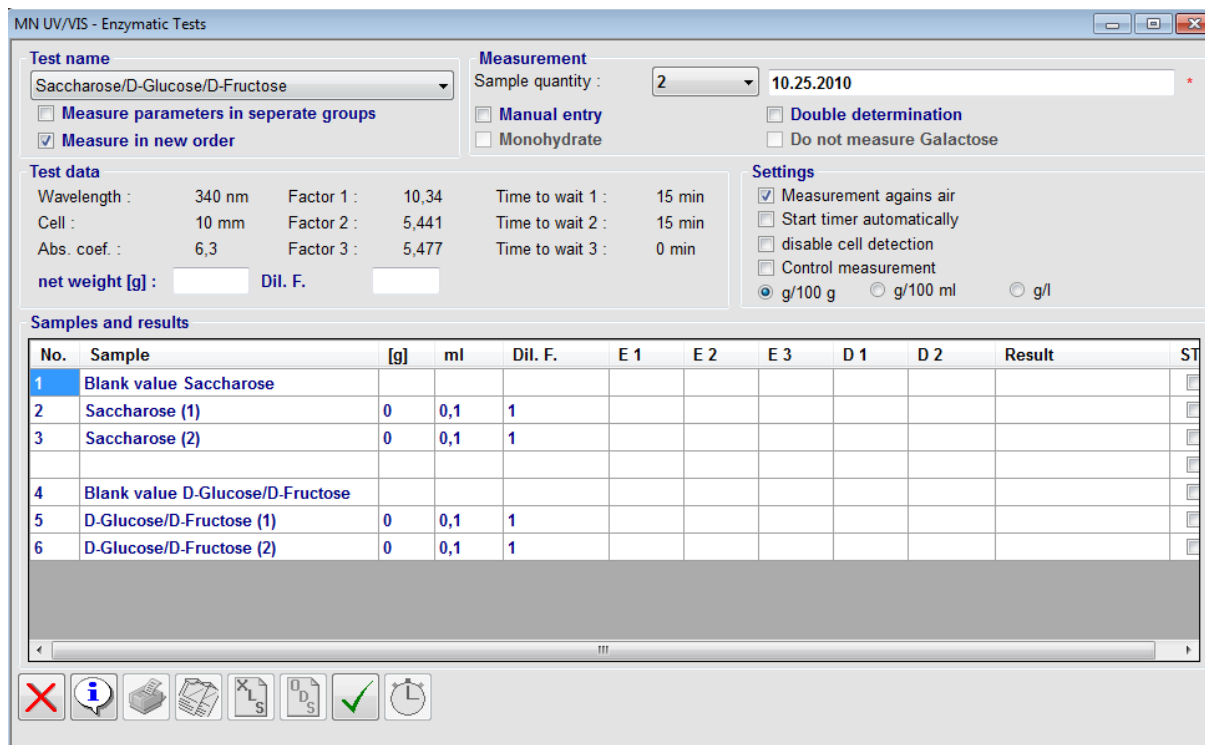 MN UV/VIS - Enzymatic Tests
Test name
Saccharose/D-Glucose/D-Fructose
Measure parameters in seperate groups
Measure in new order
Measurement
Sample quantity : 2 10.25.2010 *
Manual entry Double determination
Monohydrate Do not measure Galactose
Test data
Wavelength : 340 nm Factor 1 : 10,34 Time to wait 1 : 15 min
Cell : 10 mm Factor 2 : 5,441 Time to wait 2 : 15 min
Abs. coef. : 6,3 Factor 3 : 5,477 Time to wait 3 : 0 min
net weight [g] : Dil. F.
Settings
Measurement agains air
Start timer automatically
disable cell detection
Control measurement
g/100 g g/100 ml g/l
Samples and results
No. Sample [g] ml Dil. F. E 1 E 2 E 3 D 1 D 2 Result ST
1 Blank value Saccharose
2 Saccharose (1) 0 0,1 1
3 Saccharose (2) 0 0,1 1
4 Blank value D-Glucose/D-Fructose
5 D-Glucose/D-Fructose (1) 0 0,1 1
6 D-Glucose/D-Fructose (2) 0 0,1 1
XLS ODS